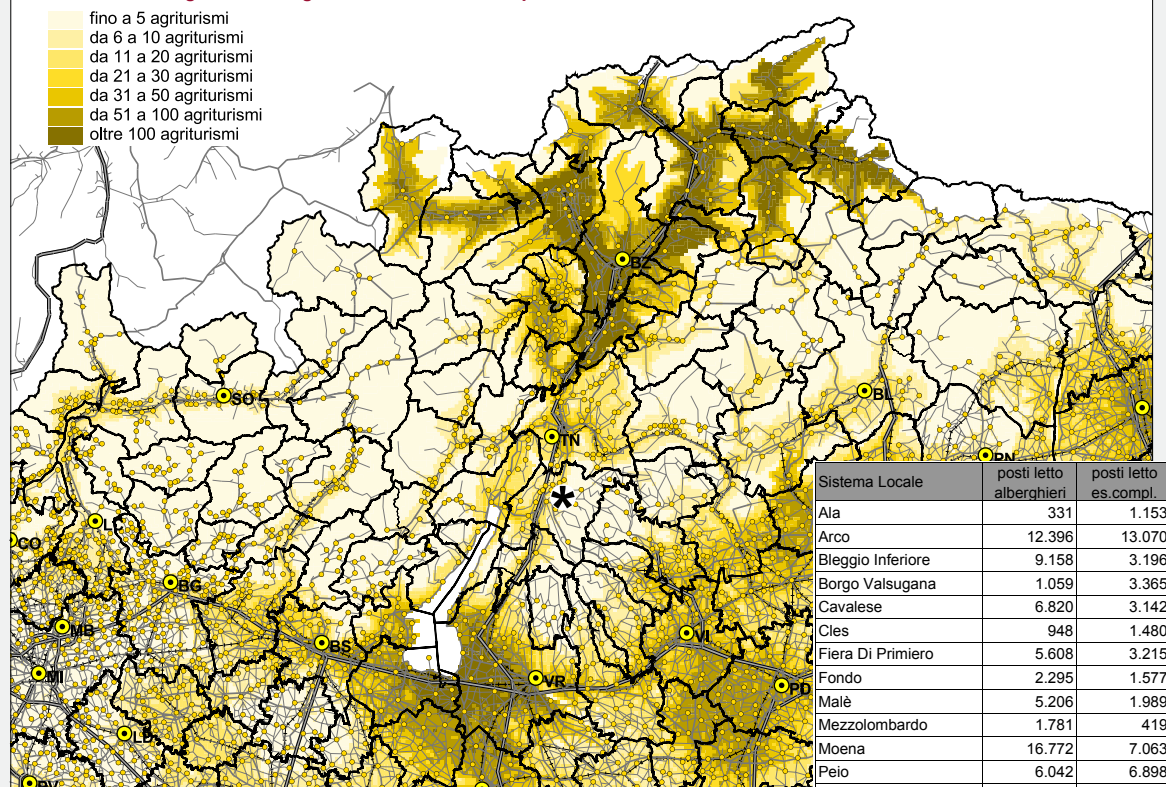 fino a 5 agriturismi
da 6 a 10 agriturismi
da 11 a 20 agriturismi
da 21 a 30 agriturismi
da 31 a 50 agriturismi
da 51 a 100 agriturismi
oltre 100 agriturismi
BZ
SO
BL
TN
PN
*
LC
CO
BG
MB
BS
VI
MI
VR
PD
LO
PV
Sistema Locale posti letto alberghieri posti letto es.compl.
Ala 331 1.153
Arco 12.396 13.070
Bleggio Inferiore 9.158 3.196
Borgo Valsugana 1.059 3.365
Cavalese 6.820 3.142
Cles 948 1.480
Fiera Di Primiero 5.608 3.215
Fondo 2.295 1.577
Malè 5.206 1.989
Mezzolombardo 1.781 419
Moena 16.772 7.063
Peio 6.042 6.898